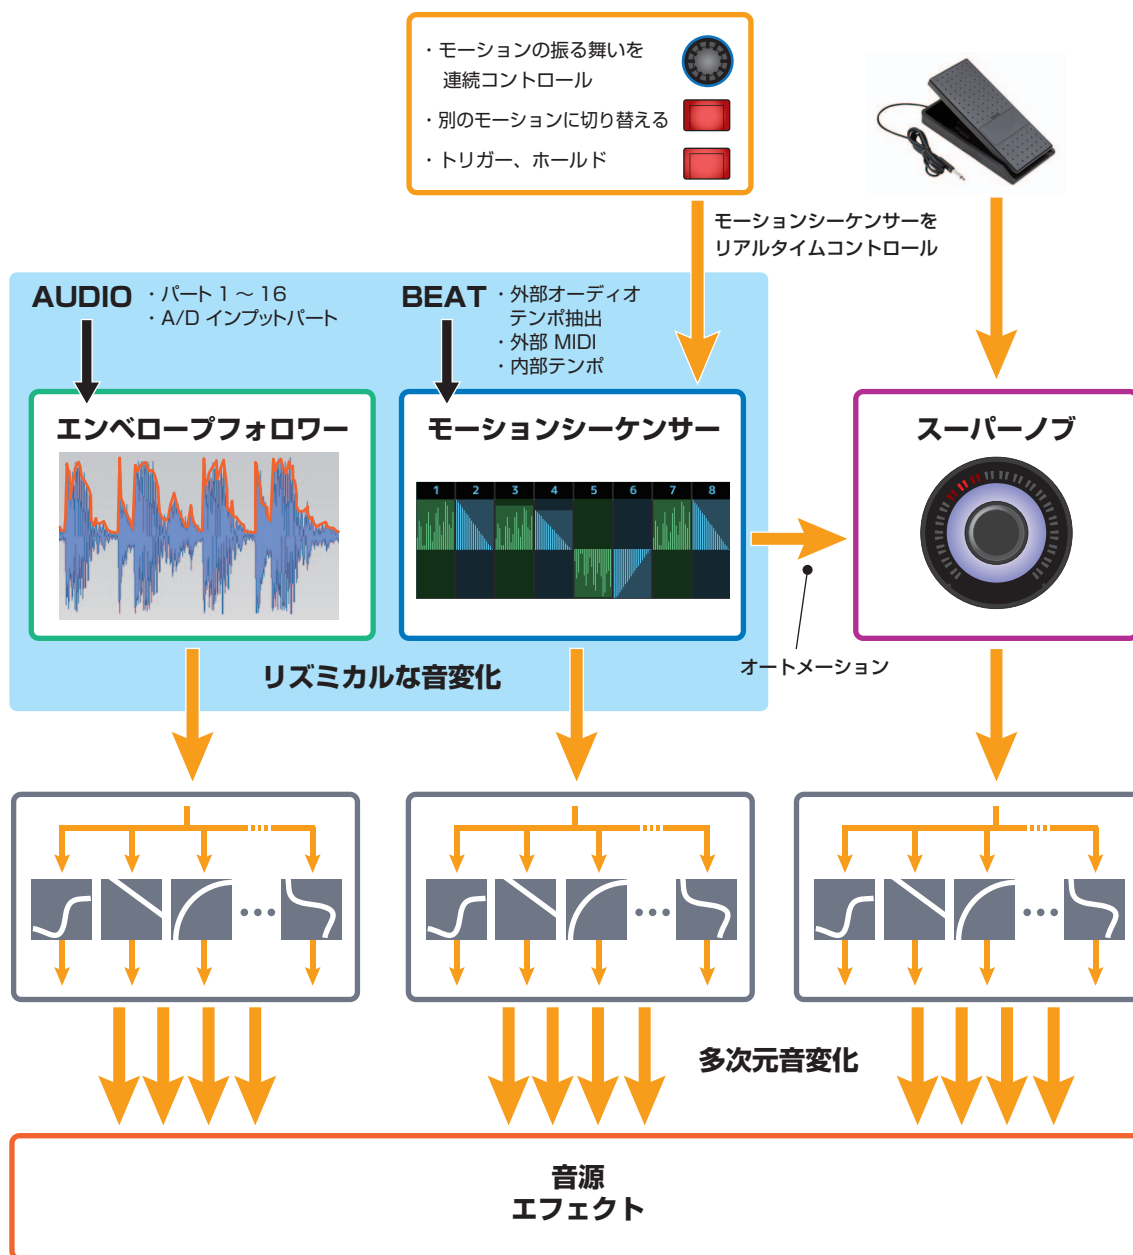 ・モーションの振る舞いを
連続コントロール
・別のモーションに切り替える
・トリガー、ホールド
モーションシーケンサーを
リアルタイムコントロール
AUDIO
・パート 1 ～ 16
・A/D インプットパート
BEAT
・外部オーディオ
テンポ抽出
・外部 MIDI
・内部テンポ
エンベロープフォロワー
モーションシーケンサー
1 2 3 4 5 6 7 8
スーパーノブ
オートメーション
リズミカルな音変化
多次元音変化
音源
エフェクト